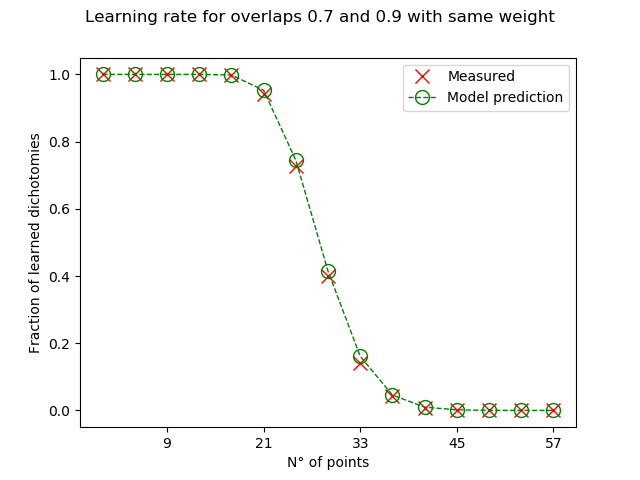 Learning rate for overlaps 0.7 and 0.9 with same weight
Measured
Model prediction
Fraction of learned dichotomies
1.0
0.8
0.6
0.4
0.2
0.0
9 21 33 45 57
N° of points